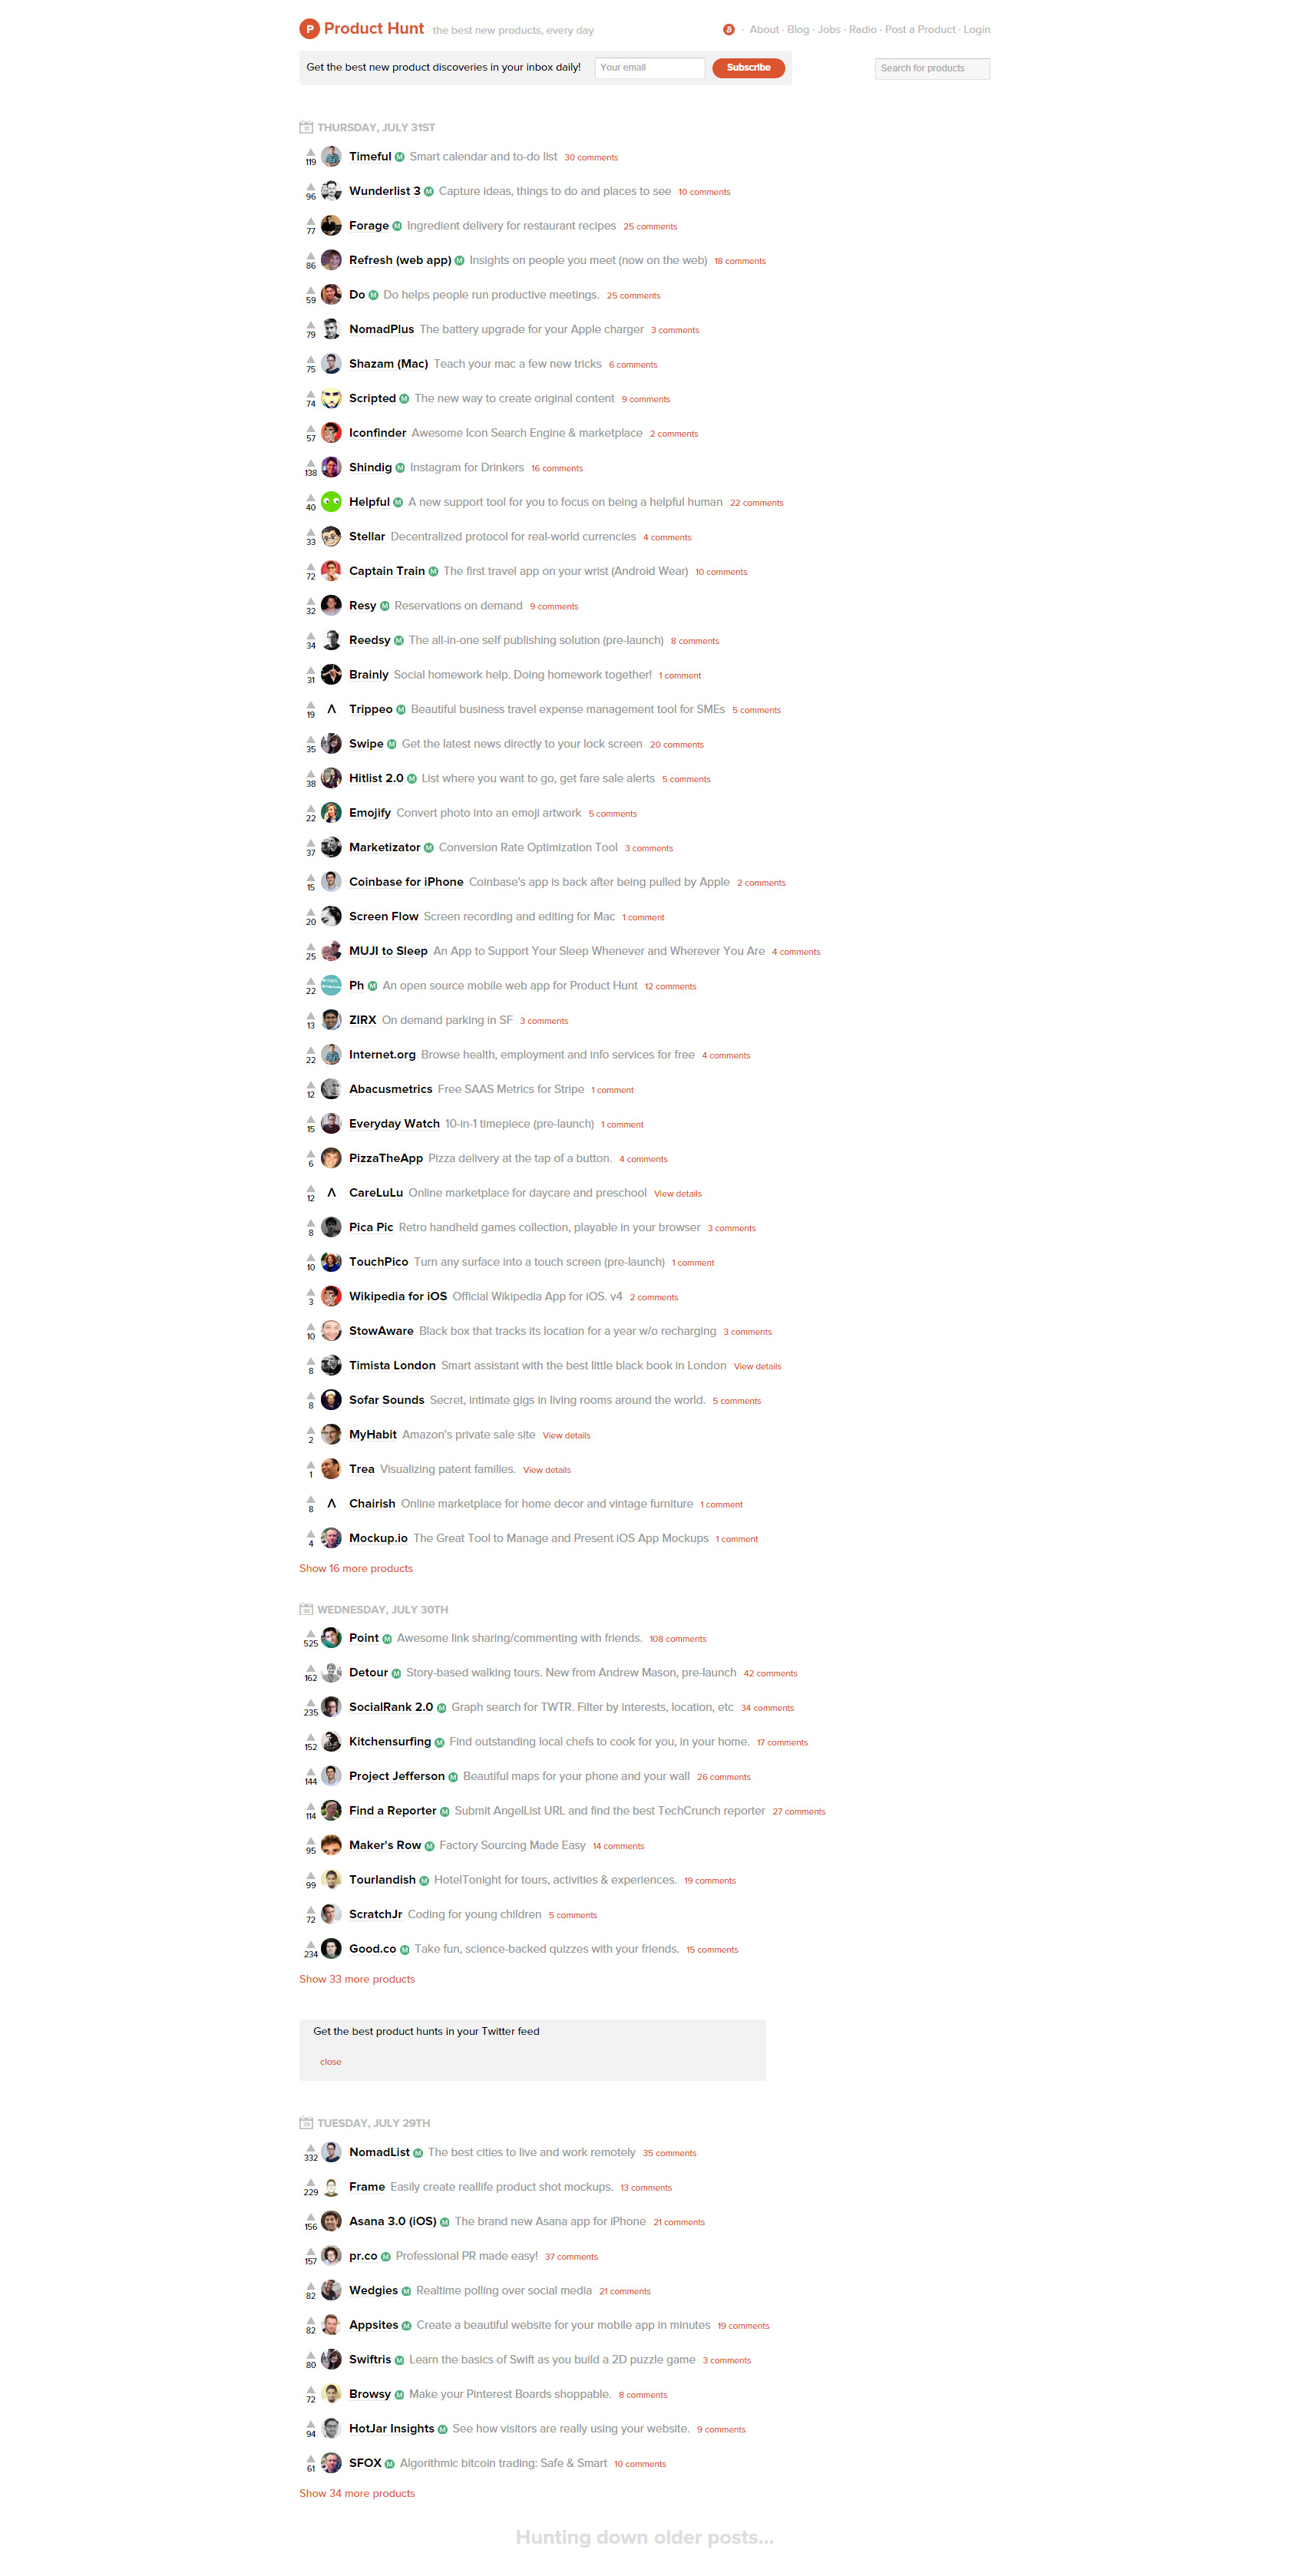 P Product Hunt the best new products, every day B · About · Blog · Jobs · Radio · Post a Product · Login
Get the best new product discoveries in your inbox daily! Your email Subscribe Search for products
31 THURSDAY, JULY 31ST
119 Timeful M Smart calendar and to-do list 30 comments
96 Wunderlist 3 M Capture ideas, things to do and places to see 10 comments
77 Forage M Ingredient delivery for restaurant recipes 25 comments
86 Refresh (web app) M Insights on people you meet (now on the web) 18 comments
59 Do M Do helps people run productive meetings. 25 comments
79 NomadPlus The battery upgrade for your Apple charger 3 comments
75 Shazam (Mac) Teach your mac a few new tricks 6 comments
74 Scripted M The new way to create original content 9 comments
57 Iconfinder Awesome Icon Search Engine & marketplace 2 comments
138 Shindig M Instagram for Drinkers 16 comments
40 Helpful M A new support tool for you to focus on being a helpful human 22 comments
33 Stellar Decentralized protocol for real-world currencies 4 comments
72 Captain Train M The first travel app on your wrist (Android Wear) 10 comments
32 Resy M Reservations on demand 9 comments
34 Reedsy M The all-in-one self publishing solution (pre-launch) 8 comments
31 Brainly Social homework help. Doing homework together! 1 comment
19 Trippeo M Beautiful business travel expense management tool for SMEs 5 comments
35 Swipe M Get the latest news directly to your lock screen 20 comments
38 Hitlist 2.0 M List where you want to go, get fare sale alerts 5 comments
22 Emojify Convert photo into an emoji artwork 5 comments
37 Marketizator M Conversion Rate Optimization Tool 3 comments
15 Coinbase for iPhone Coinbase's app is back after being pulled by Apple 2 comments
20 Screen Flow Screen recording and editing for Mac 1 comment
25 MUJI to Sleep An App to Support Your Sleep Whenever and Wherever You Are 4 comments
22 Ph M An open source mobile web app for Product Hunt 12 comments
13 ZIRX On demand parking in SF 3 comments
22 Internet.org Browse health, employment and info services for free 4 comments
12 Abacusmetrics Free SAAS Metrics for Stripe 1 comment
15 Everyday Watch 10-in-1 timepiece (pre-launch) 1 comment
6 PizzaTheApp Pizza delivery at the tap of a button. 4 comments
12 CareLuLu Online marketplace for daycare and preschool View details
8 Pica Pic Retro handheld games collection, playable in your browser 3 comments
10 TouchPico Turn any surface into a touch screen (pre-launch) 1 comment
3 Wikipedia for iOS Official Wikipedia App for iOS. v4 2 comments
10 StowAware Black box that tracks its location for a year w/o recharging 3 comments
8 Timista London Smart assistant with the best little black book in London View details
8 Sofar Sounds Secret, intimate gigs in living rooms around the world. 5 comments
2 MyHabit Amazon's private sale site View details
1 Trea Visualizing patent families. View details
8 Chairish Online marketplace for home decor and vintage furniture 1 comment
4 Mockup.io The Great Tool to Manage and Present iOS App Mockups 1 comment
Show 16 more products
30 WEDNESDAY, JULY 30TH
525 Point M Awesome link sharing/commenting with friends. 108 comments
162 Detour M Story-based walking tours. New from Andrew Mason, pre-launch 42 comments
235 SocialRank 2.0 M Graph search for TWTR. Filter by interests, location, etc 34 comments
152 Kitchensurfing M Find outstanding local chefs to cook for you, in your home. 17 comments
144 Project Jefferson M Beautiful maps for your phone and your wall 26 comments
114 Find a Reporter M Submit AngelList URL and find the best TechCrunch reporter 27 comments
95 Maker's Row M Factory Sourcing Made Easy 14 comments
99 Tourlandish M HotelTonight for tours, activities & experiences. 19 comments
72 ScratchJr Coding for young children 5 comments
234 Good.co M Take fun, science-backed quizzes with your friends. 15 comments
Show 33 more products
Get the best product hunts in your Twitter feed
close
29 TUESDAY, JULY 29TH
332 NomadList M The best cities to live and work remotely 35 comments
229 Frame Easily create reallife product shot mockups. 13 comments
156 Asana 3.0 (iOS) M The brand new Asana app for iPhone 21 comments
157 pr.co M Professional PR made easy! 37 comments
82 Wedgies M Realtime polling over social media 21 comments
82 Appsites M Create a beautiful website for your mobile app in minutes 19 comments
80 Swiftris M Learn the basics of Swift as you build a 2D puzzle game 3 comments
72 Browsy M Make your Pinterest Boards shoppable. 8 comments
94 HotJar Insights M See how visitors are really using your website. 9 comments
61 SFOX M Algorithmic bitcoin trading: Safe & Smart 10 comments
Show 34 more products
Hunting down older posts...